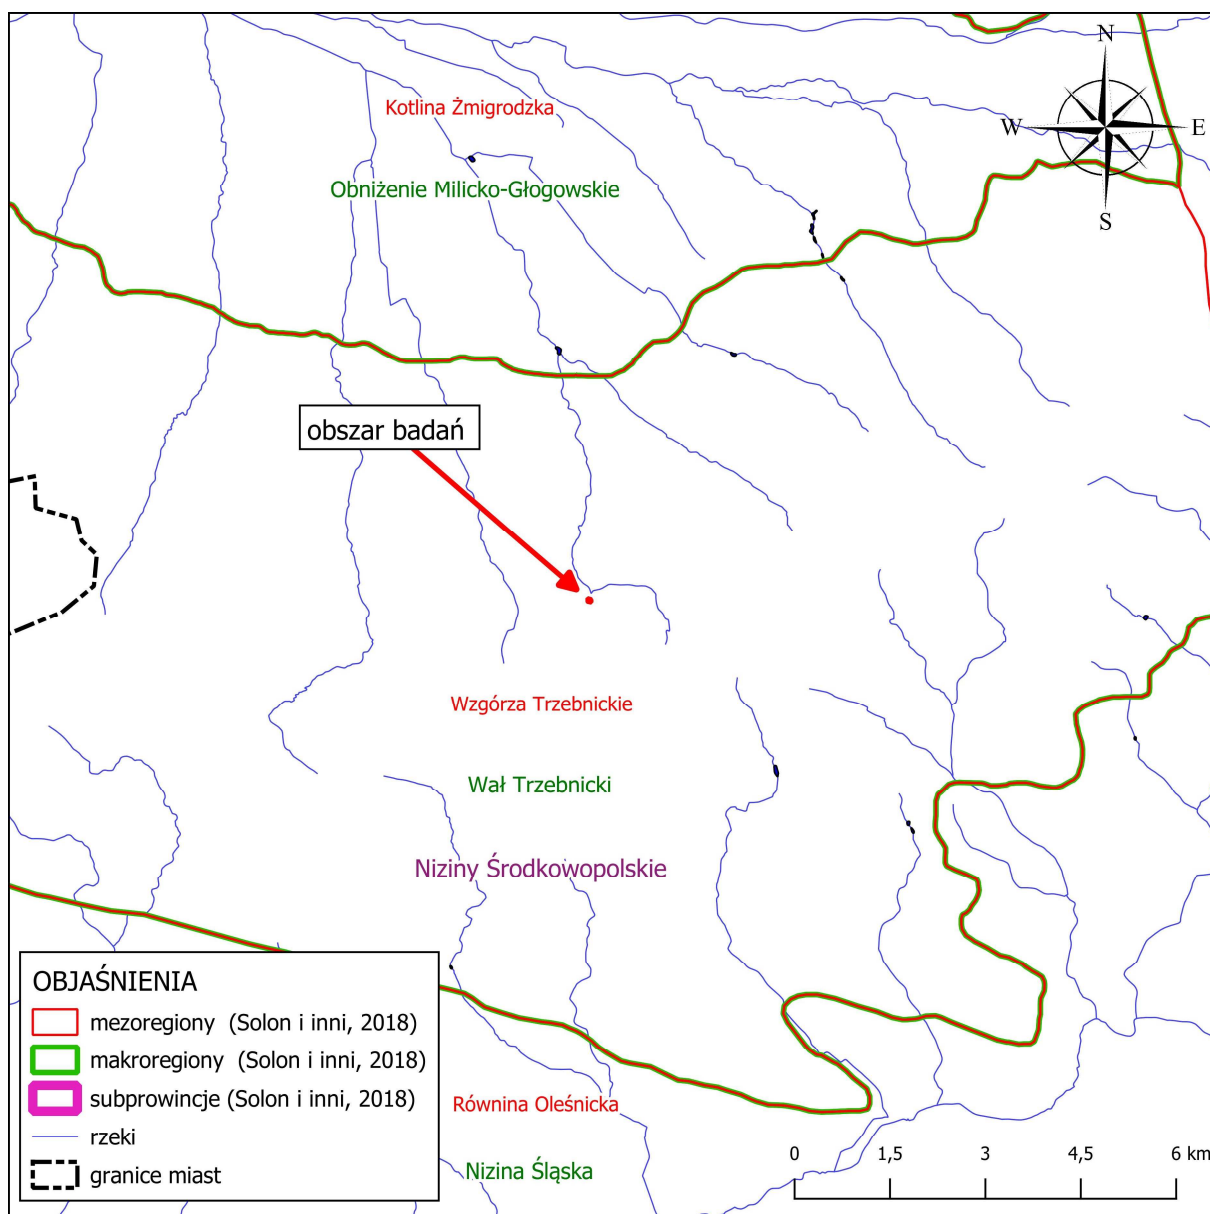 N
W
E
S
Kotlina Żmigrodzka
Obniżenie Milicko-Głogowskie
obszar badań
Wzgórza Trzebnickie
Wał Trzebnicki
Niziny Środkowopolskie
OBJAŚNIENIA
mezoregiony (Solon i inni, 2018)
makroregiony (Solon i inni, 2018)
subprowincje (Solon i inni, 2018)
rzeki
granice miast
Równina Oleśnicka
Nizina Śląska
0 1,5 3 4,5 6 km